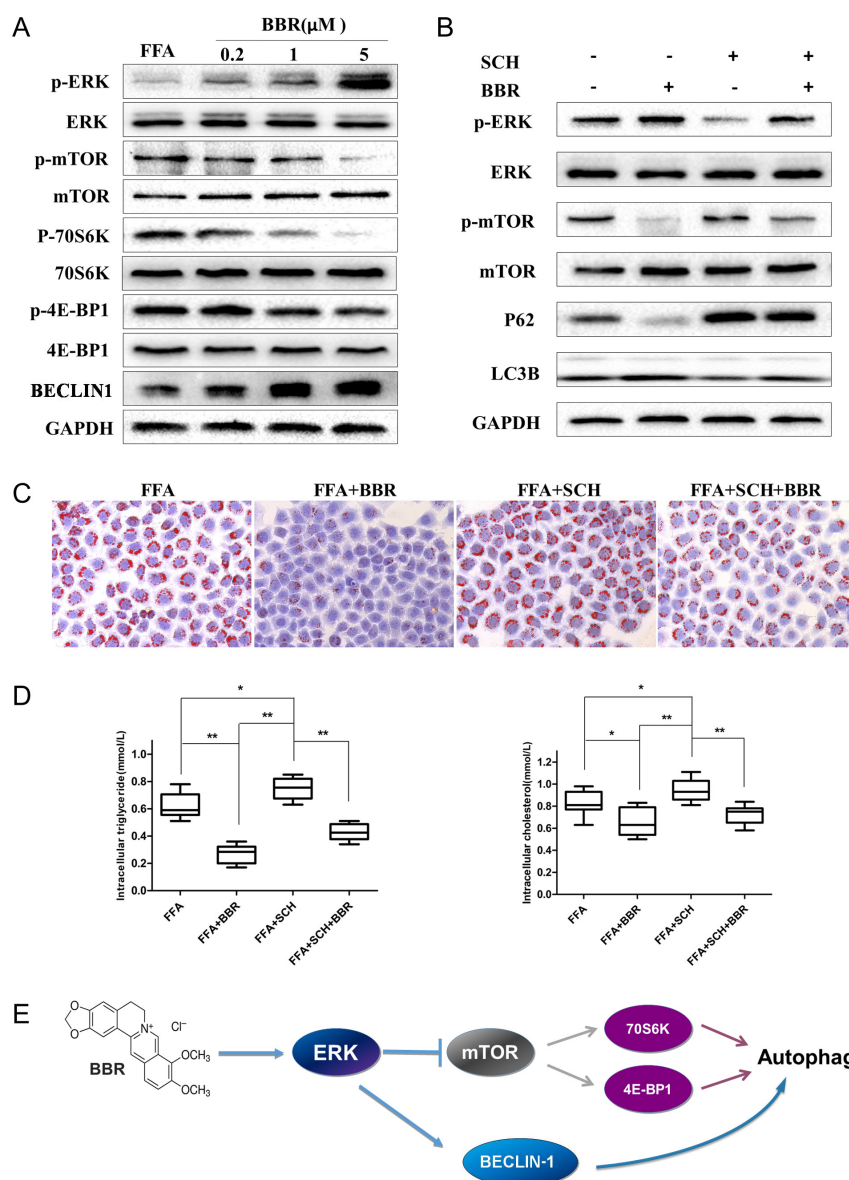 A
BBR(μM )
FFA 0.2 1 5
p-ERK
ERK
p-mTOR
mTOR
P-70S6K
70S6K
p-4E-BP1
4E-BP1
BECLIN1
GAPDH
B
SCH - - + +
BBR - + - +
p-ERK
ERK
p-mTOR
mTOR
P62
LC3B
GAPDH
C
FFA FFA+BBR FFA+SCH FFA+SCH+BBR
D
Intracellular triglyceride(mmol/L)
1.0
0.8
0.6
0.4
0.2
0.0
*
** ** **
FFA
FFA+BBR
FFA+SCH
FFA+SCH+BBR
Intracellular cholesterol(mmol/L)
1.2
1.0
0.8
0.6
0.4
0.2
0.0
*
* ** **
FFA
FFA+BBR
FFA+SCH
FFA+SCH+BBR
E
O
O
N+
Cl−
OCH3
OCH3
BBR
ERK
mTOR
70S6K
4E-BP1
BECLIN-1
Autophag